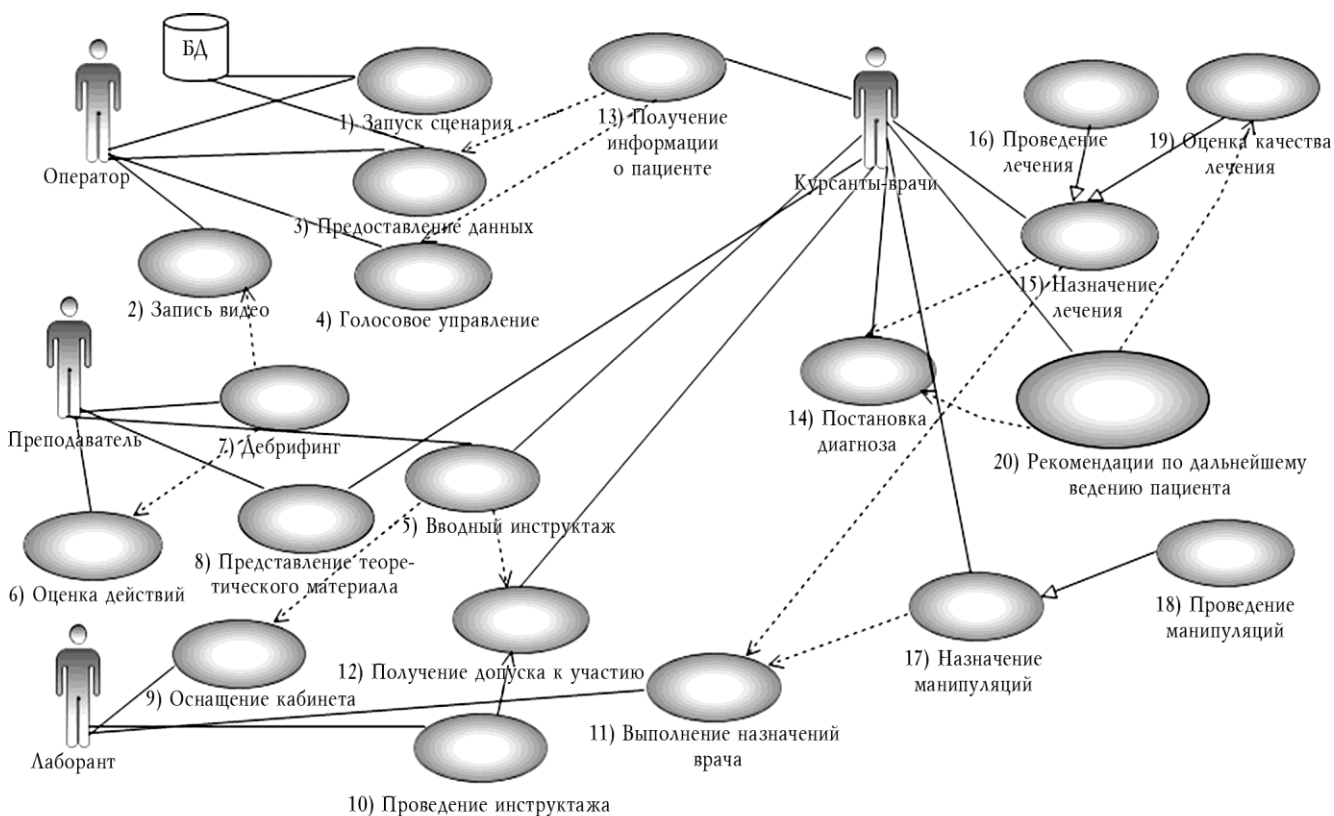 БД
Оператор
1) Запуск сценария
13) Получение
информации
о пациенте
Курсанты-врачи
16) Проведение
лечения
19) Оценка качества
лечения
3) Предоставление данных
2) Запись видео
4) Голосовое управление
15) Назначение
лечения
Преподаватель
7) Дебрифинг
14) Постановка
диагноза
20) Рекомендации по дальнейшему
ведению пациента
5) Вводный инструктаж
8) Представление теоре-
тического материала
6) Оценка действий
18) Проведение
манипуляций
12) Получение допуска к участию
17) Назначение
манипуляций
9) Оснащение кабинета
11) Выполнение назначений
врача
Лаборант
10) Проведение инструктажа